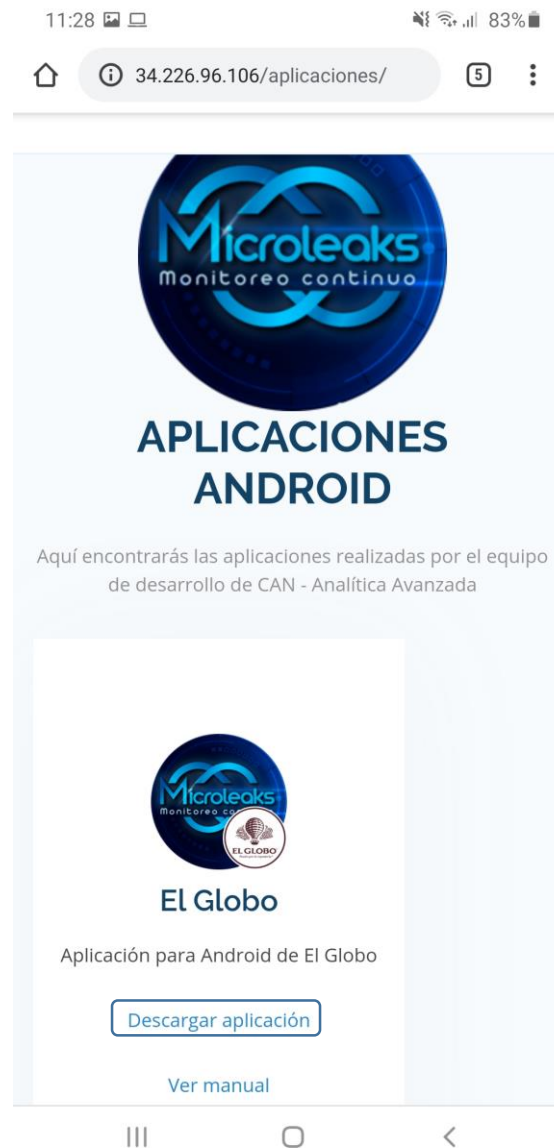 11:28 83%
34.226.96.106/aplicaciones/ 5
Microleaks
Monitoreo continuo
APLICACIONES
ANDROID
Aquí encontrarás las aplicaciones realizadas por el equipo
de desarrollo de CAN - Analítica Avanzada
Microleaks
Monitoreo
EL GLOBO
El Globo
Aplicación para Android de El Globo
Descargar aplicación
Ver manual